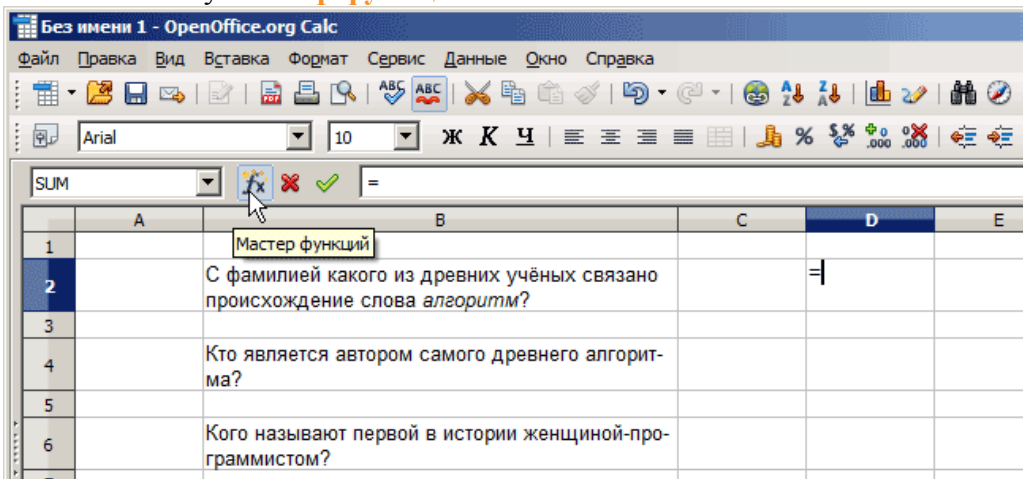 Без имени 1 - OpenOffice.org Calc
Файл Правка Вид Вставка Формат Сервис Данные Окно Справка
Arial 10 Ж К Ч
SUM =
A B C D E
Мастер функций
1
2 С фамилией какого из древних учёных связано =
происхождение слова алгоритм?
3
4 Кто является автором самого древнего алгорит-
ма?
5
6 Кого называют первой в истории женщиной-про-
граммистом?